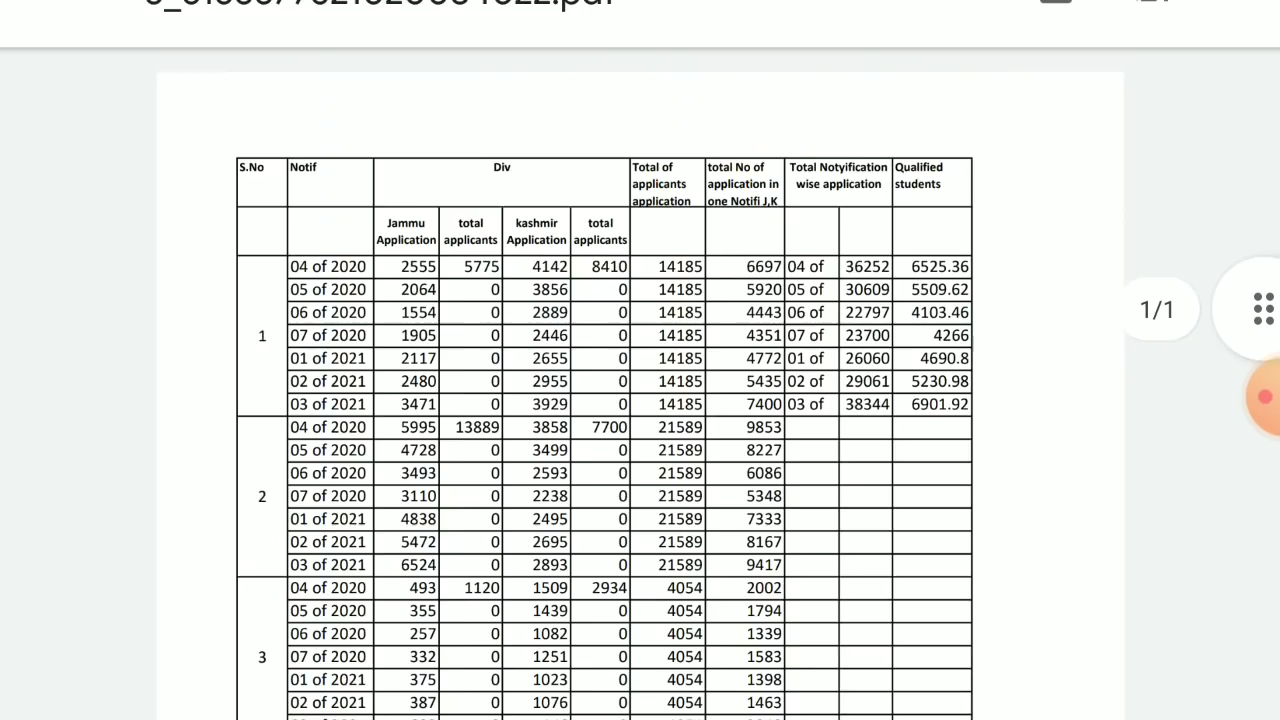 S.No Notif Div Total of applicants application total No of application in one Notifi J,K Total Notyification wise application Qualified students
Jammu Application total applicants kashmir Application total applicants
1
04 of 2020 2555 5775 4142 8410 14185 6697 04 of 36252 6525.36
05 of 2020 2064 0 3856 0 14185 5920 05 of 30609 5509.62
06 of 2020 1554 0 2889 0 14185 4443 06 of 22797 4103.46
07 of 2020 1905 0 2446 0 14185 4351 07 of 23700 4266
01 of 2021 2117 0 2655 0 14185 4772 01 of 26060 4690.8
02 of 2021 2480 0 2955 0 14185 5435 02 of 29061 5230.98
03 of 2021 3471 0 3929 0 14185 7400 03 of 38344 6901.92
2
04 of 2020 5995 13889 3858 7700 21589 9853
05 of 2020 4728 0 3499 0 21589 8227
06 of 2020 3493 0 2593 0 21589 6086
07 of 2020 3110 0 2238 0 21589 5348
01 of 2021 4838 0 2495 0 21589 7333
02 of 2021 5472 0 2695 0 21589 8167
03 of 2021 6524 0 2893 0 21589 9417
3
04 of 2020 493 1120 1509 2934 4054 2002
05 of 2020 355 0 1439 0 4054 1794
06 of 2020 257 0 1082 0 4054 1339
07 of 2020 332 0 1251 0 4054 1583
01 of 2021 375 0 1023 0 4054 1398
02 of 2021 387 0 1076 0 4054 1463
1/1